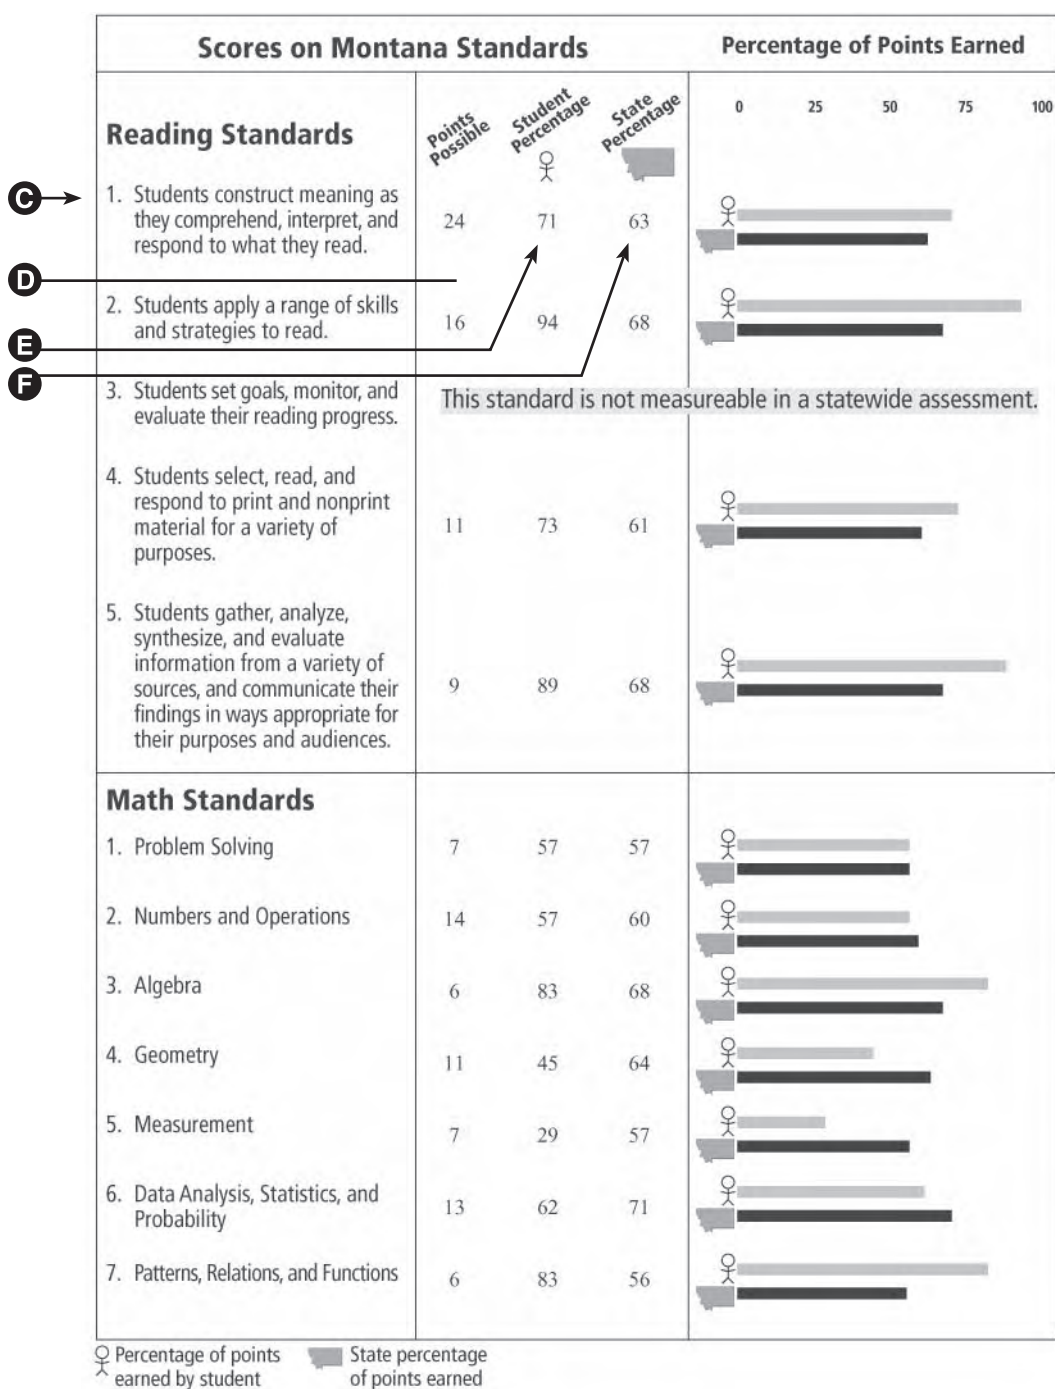 Scores on Montana Standards
Percentage of Points Earned
Reading Standards
Points
Possible
Student
Percentage
State
Percentage
0 25 50 75 100
C
1. Students construct meaning as
they comprehend, interpret, and
respond to what they read.
24 71 63
D
2. Students apply a range of skills
and strategies to read.
16 94 68
E
F
3. Students set goals, monitor, and
evaluate their reading progress.
This standard is not measureable in a statewide assessment.
4. Students select, read, and
respond to print and nonprint
material for a variety of
purposes.
11 73 61
5. Students gather, analyze,
synthesize, and evaluate
information from a variety of
sources, and communicate their
findings in ways appropriate for
their purposes and audiences.
9 89 68
Math Standards
1. Problem Solving 7 57 57
2. Numbers and Operations 14 57 60
3. Algebra 6 83 68
4. Geometry 11 45 64
5. Measurement 7 29 57
6. Data Analysis, Statistics, and
Probability
13 62 71
7. Patterns, Relations, and Functions 6 83 56
Percentage of points
earned by student
State percentage
of points earned